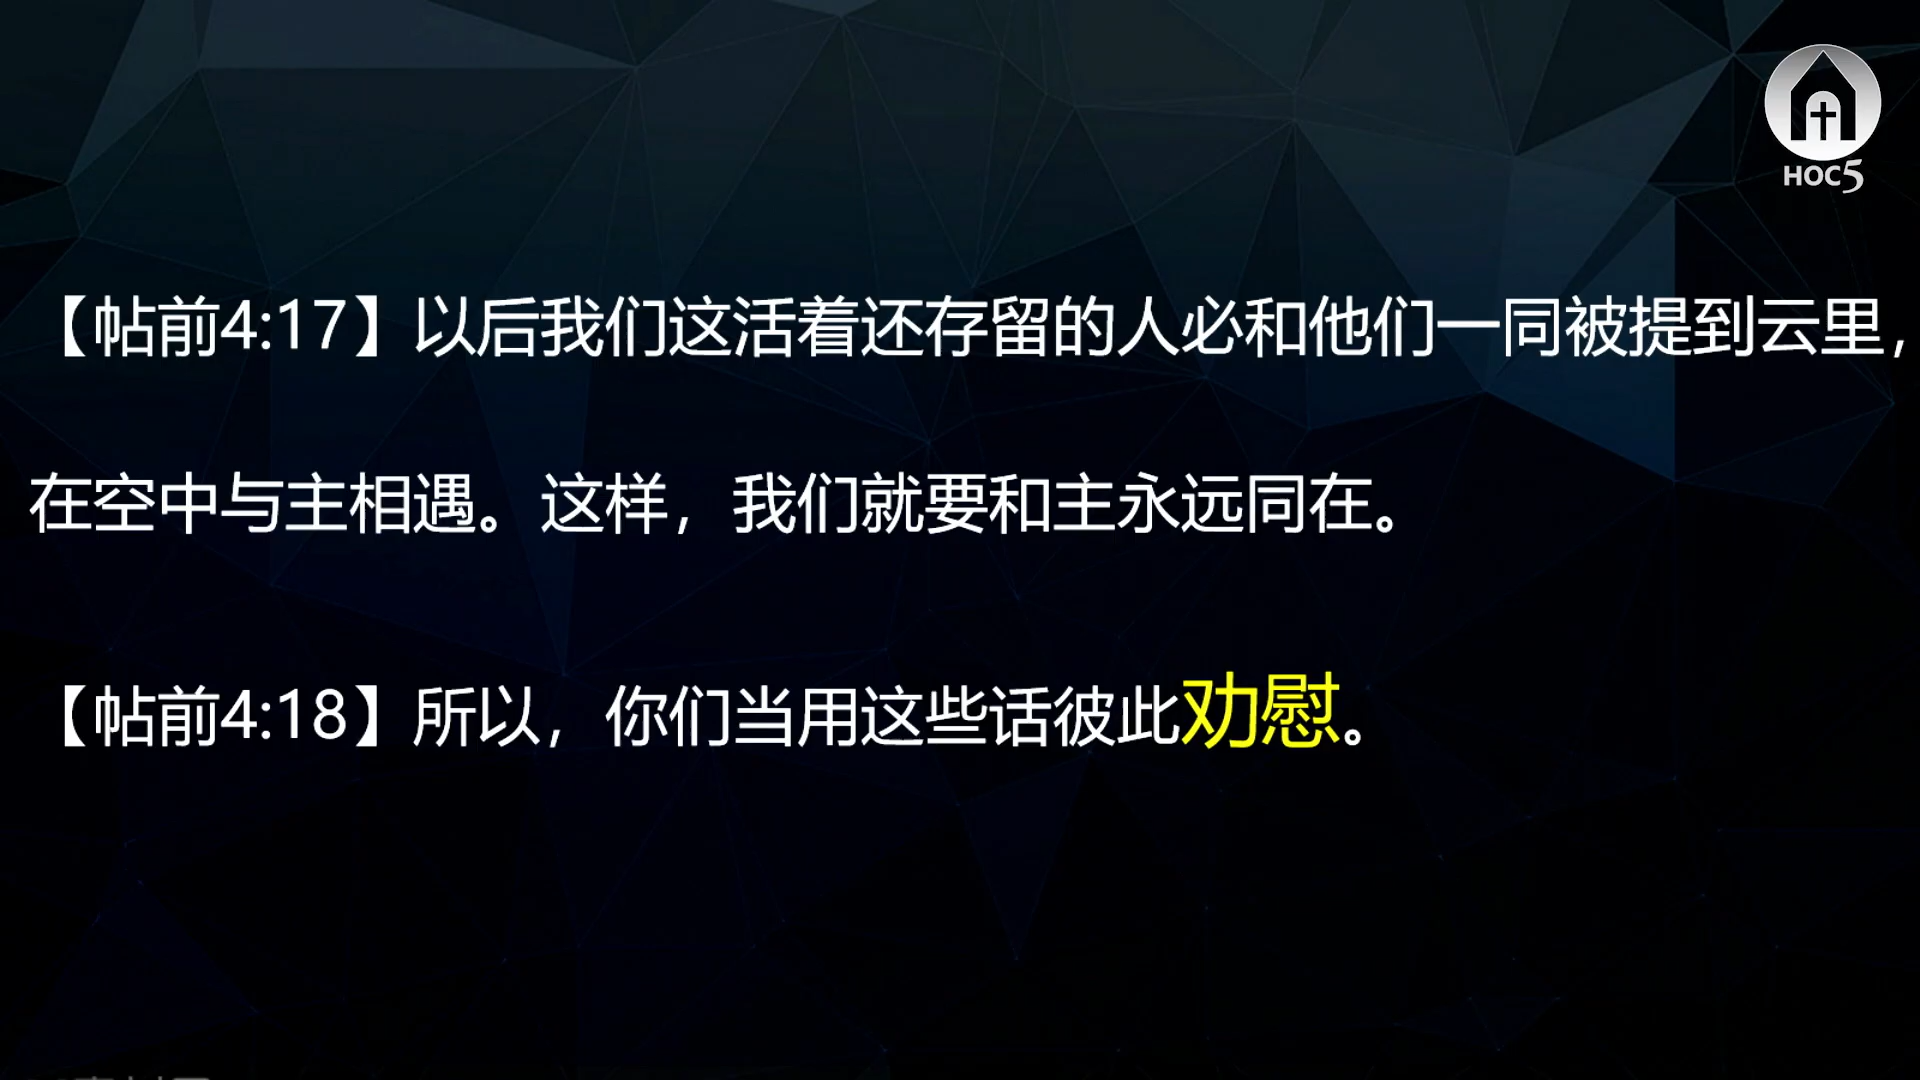 HOC5
【帖前4:17】以后我们这活着还存留的人必和他们一同被提到云里，
在空中与主相遇。这样，我们就要和主永远同在。
【帖前4:18】所以，你们当用这些话彼此劝慰。